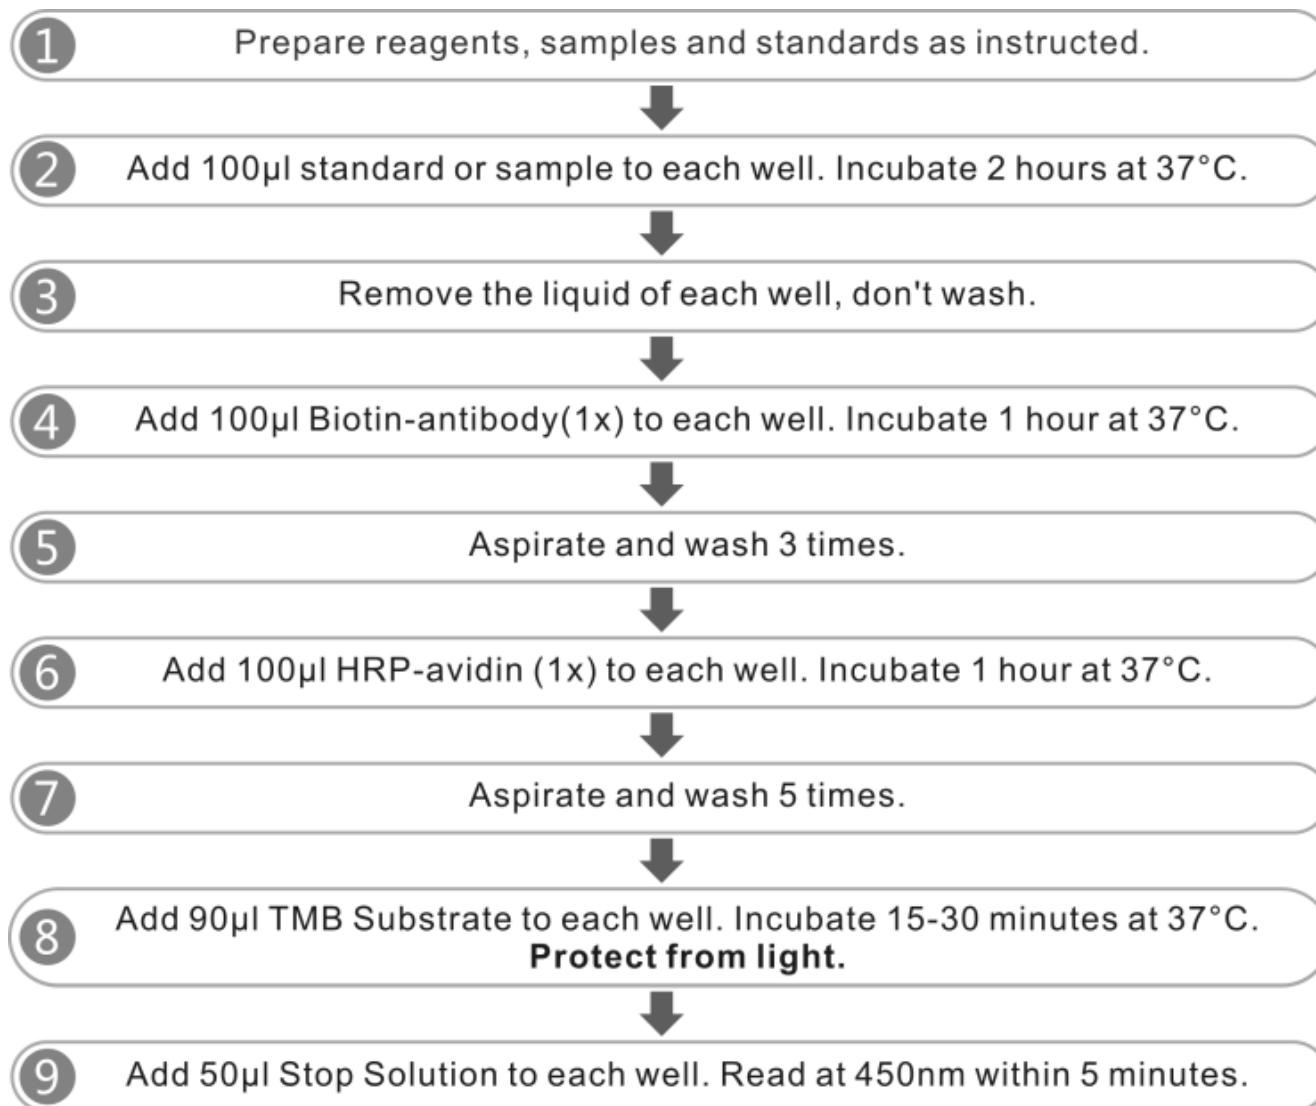 1 Prepare reagents, samples and standards as instructed.
2 Add 100μl standard or sample to each well. Incubate 2 hours at 37°C.
3 Remove the liquid of each well, don't wash.
4 Add 100μl Biotin-antibody(1x) to each well. Incubate 1 hour at 37°C.
5 Aspirate and wash 3 times.
6 Add 100μl HRP-avidin (1x) to each well. Incubate 1 hour at 37°C.
7 Aspirate and wash 5 times.
8 Add 90μl TMB Substrate to each well. Incubate 15-30 minutes at 37°C.
Protect from light.
9 Add 50μl Stop Solution to each well. Read at 450nm within 5 minutes.